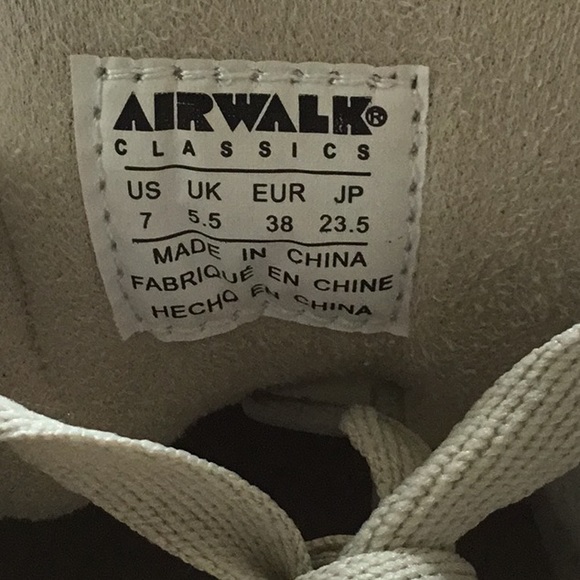 AIRWALK®
CLASSICS
US UK EUR JP
7 5.5 38 23.5
MADE IN CHINA
FABRIQUÉ EN CHINE
HECHO EN CHINA